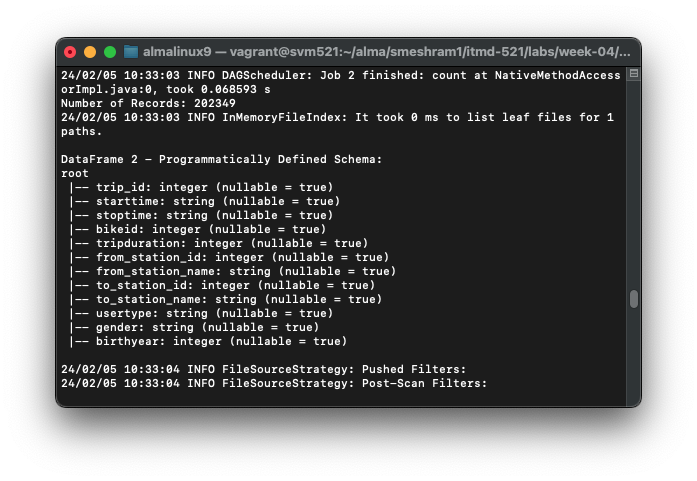 almalinux9 — vagrant@svm521:~/alma/smeshram1/itmd-521/labs/week-04/...
24/02/05 10:33:03 INFO DAGScheduler: Job 2 finished: count at NativeMethodAccess
orImpl.java:0, took 0.068593 s
Number of Records: 202349
24/02/05 10:33:03 INFO InMemoryFileIndex: It took 0 ms to list leaf files for 1
paths.
DataFrame 2 – Programmatically Defined Schema:
root
 |-- trip_id: integer (nullable = true)
 |-- starttime: string (nullable = true)
 |-- stoptime: string (nullable = true)
 |-- bikeid: integer (nullable = true)
 |-- tripduration: integer (nullable = true)
 |-- from_station_id: integer (nullable = true)
 |-- from_station_name: string (nullable = true)
 |-- to_station_id: integer (nullable = true)
 |-- to_station_name: string (nullable = true)
 |-- usertype: string (nullable = true)
 |-- gender: string (nullable = true)
 |-- birthyear: integer (nullable = true)
24/02/05 10:33:04 INFO FileSourceStrategy: Pushed Filters:
24/02/05 10:33:04 INFO FileSourceStrategy: Post-Scan Filters: